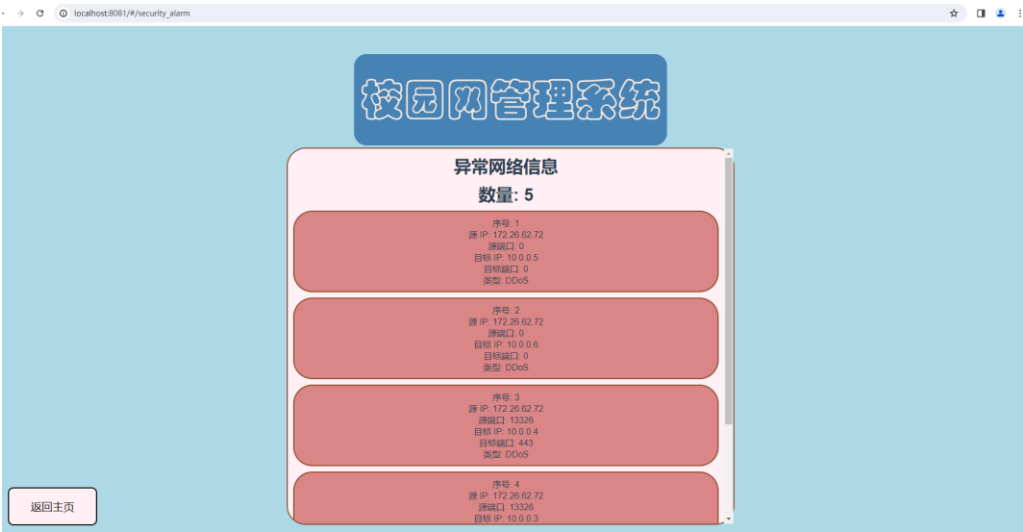 localhost:8081/#/security_alarm
校园网管理系统
异常网络信息
数量: 5
序号: 1
源 IP: 172.26.62.72
源端口: 0
目标 IP: 10.0.0.5
目标端口: 0
类型: DDoS
序号: 2
源 IP: 172.26.62.72
源端口: 0
目标 IP: 10.0.0.6
目标端口: 0
类型: DDoS
序号: 3
源 IP: 172.26.62.72
源端口: 13326
目标 IP: 10.0.0.4
目标端口: 443
类型: DDoS
序号: 4
源 IP: 172.26.62.72
源端口: 13326
目标 IP: 10.0.0.3
返回主页